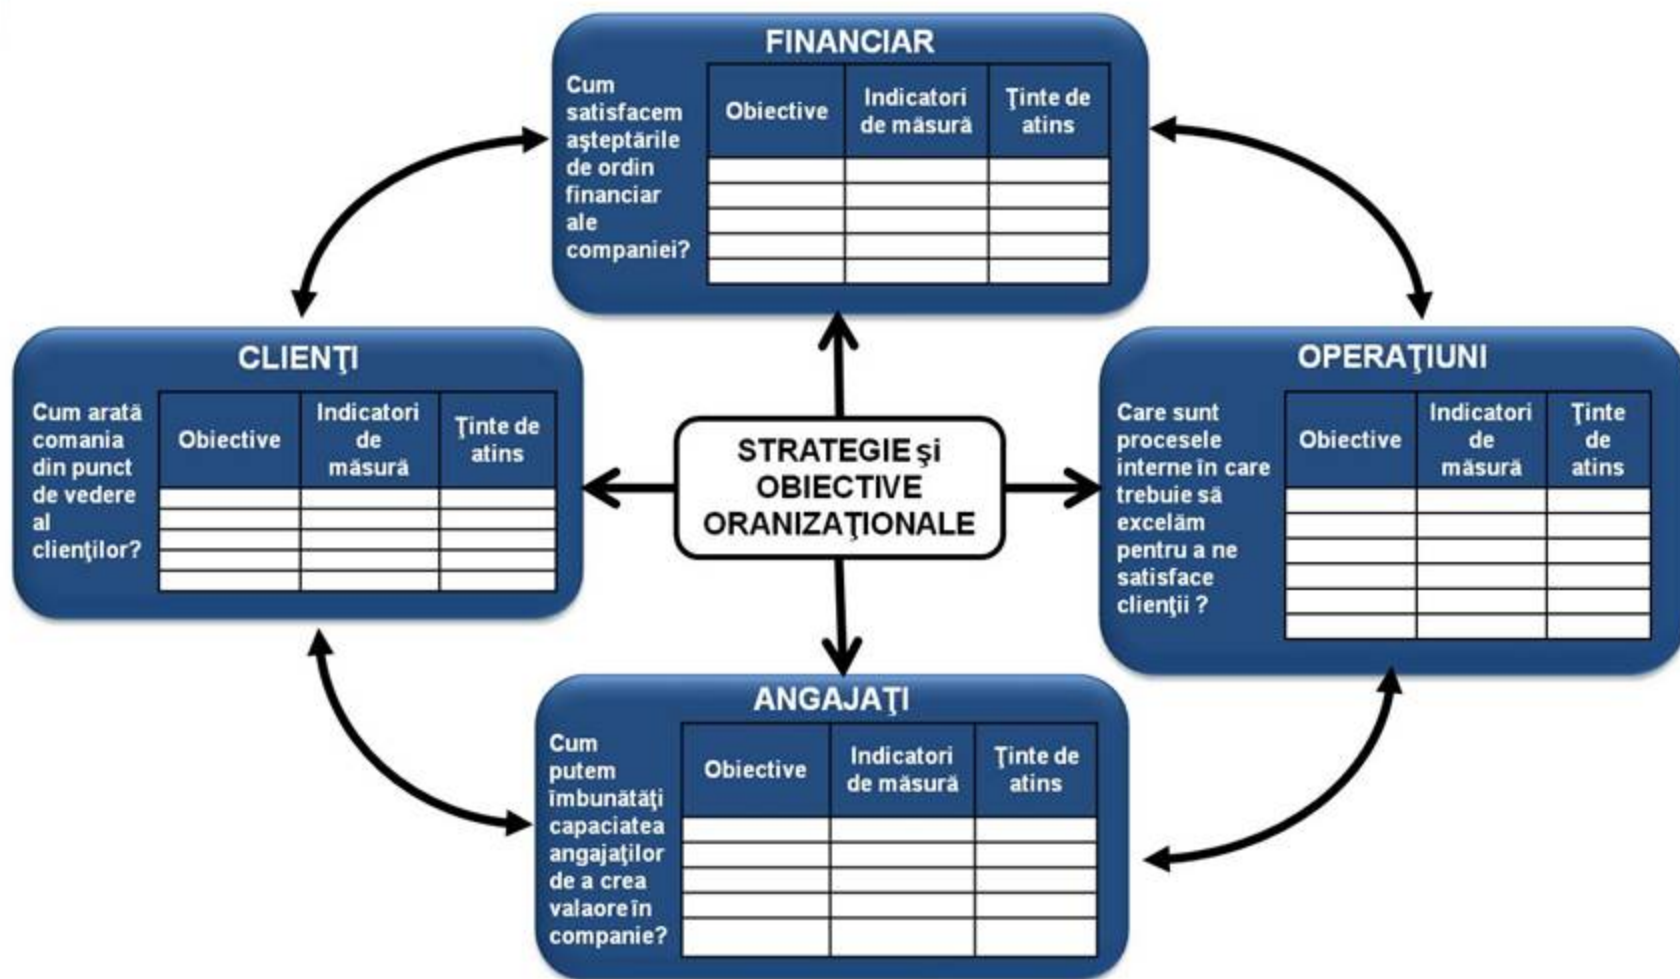 FINANCIAR
Cum
satisfacem
aşteptările
de ordin
financiar
ale
companiei?
Obiective
Indicatori
de măsură
Ţinte de
atins
CLIENŢI
Cum arată
comania
din punct
de vedere
al
clienţilor?
Obiective
Indicatori
de
măsură
Ţinte de
atins
STRATEGIE şi
OBIECTIVE
ORANIZAŢIONALE
OPERAŢIUNI
Care sunt
procesele
interne în care
trebuie să
excelăm
pentru a ne
satisface
clienţii ?
Obiective
Indicatori
de
măsură
Ţinte
de
atins
ANGAJAŢI
Cum
putem
îmbunătăţi
capaciatea
angajaţilor
de a crea
valaore în
companie?
Obiective
Indicatori
de măsură
Ţinte de
atins